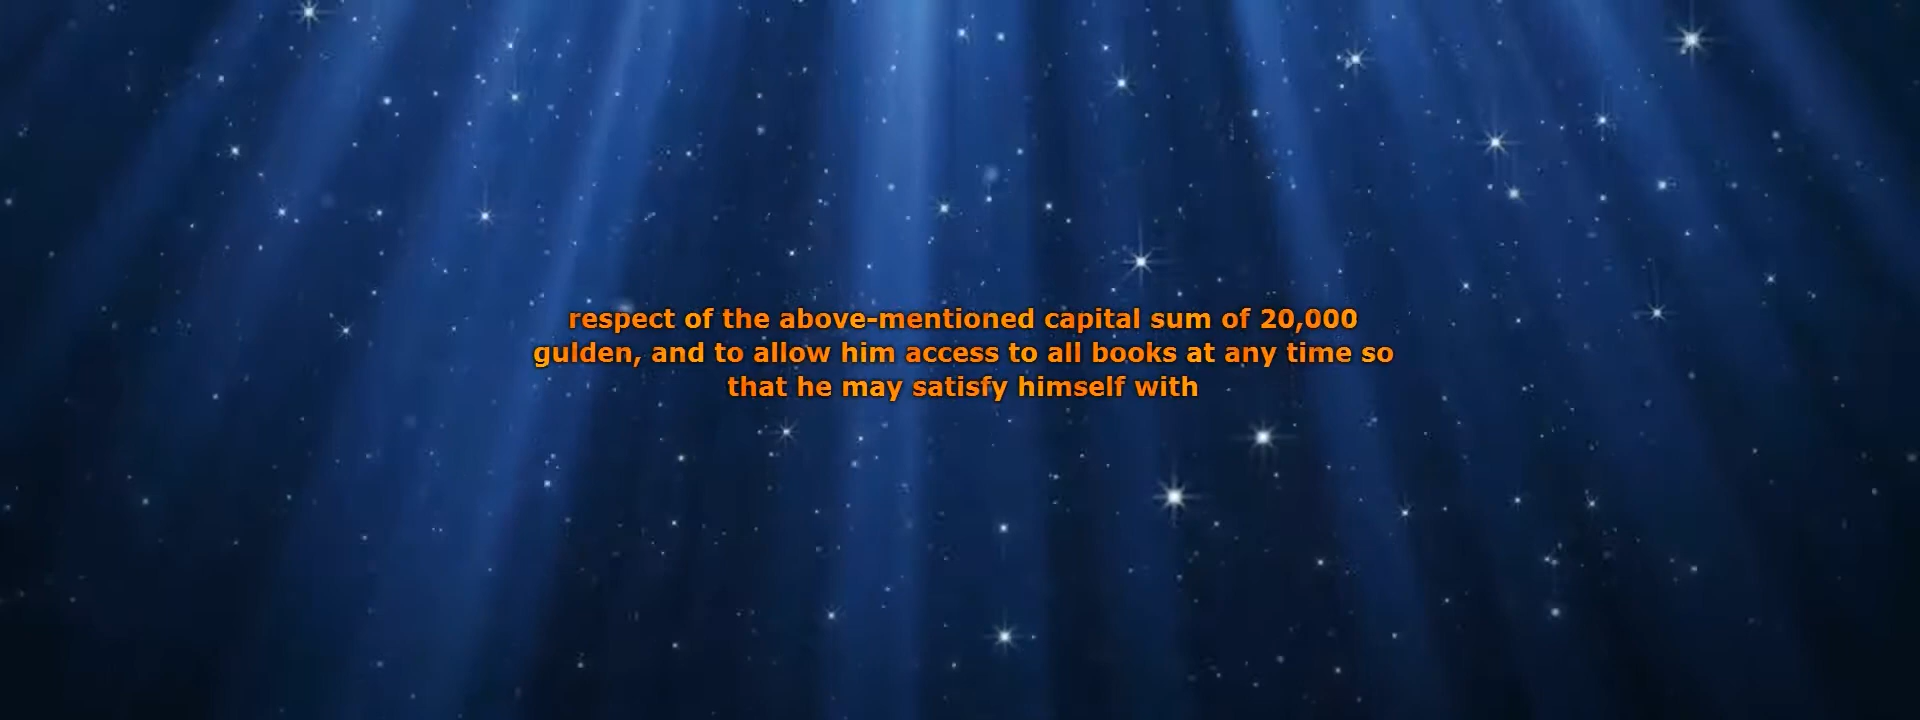 respect of the above-mentioned capital sum of 20,000
gulden, and to allow him access to all books at any time so
that he may satisfy himself with